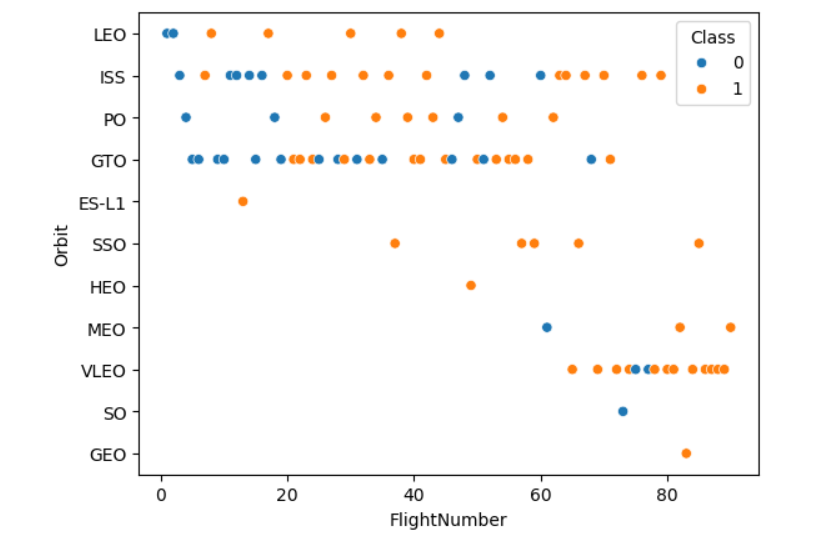 LEO
ISS
PO
GTO
ES-L1
SSO
HEO
MEO
VLEO
SO
GEO
Orbit
Class
0
1
0 20 40 60 80
FlightNumber